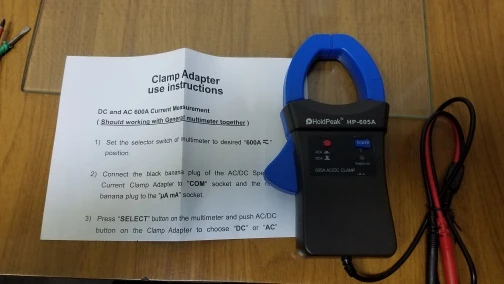 Clamp Adapter
use instructions
DC and AC 600A Current Measurement
( Should working with General multimeter together )
1) Set the selector switch of multimeter to desired "600A
position.
2) Connect the black banana plug of the AC/DC
Current Clamp Adapter to "COM" socket and the
banana plug to the "μA mA" socket.
3) Press "SELECT" button on the multimeter and push AC/DC
button on the Clamp Adapter to choose "DC" or "AC"
HoldPeak HP-605A
600A AC/DC CLAMP